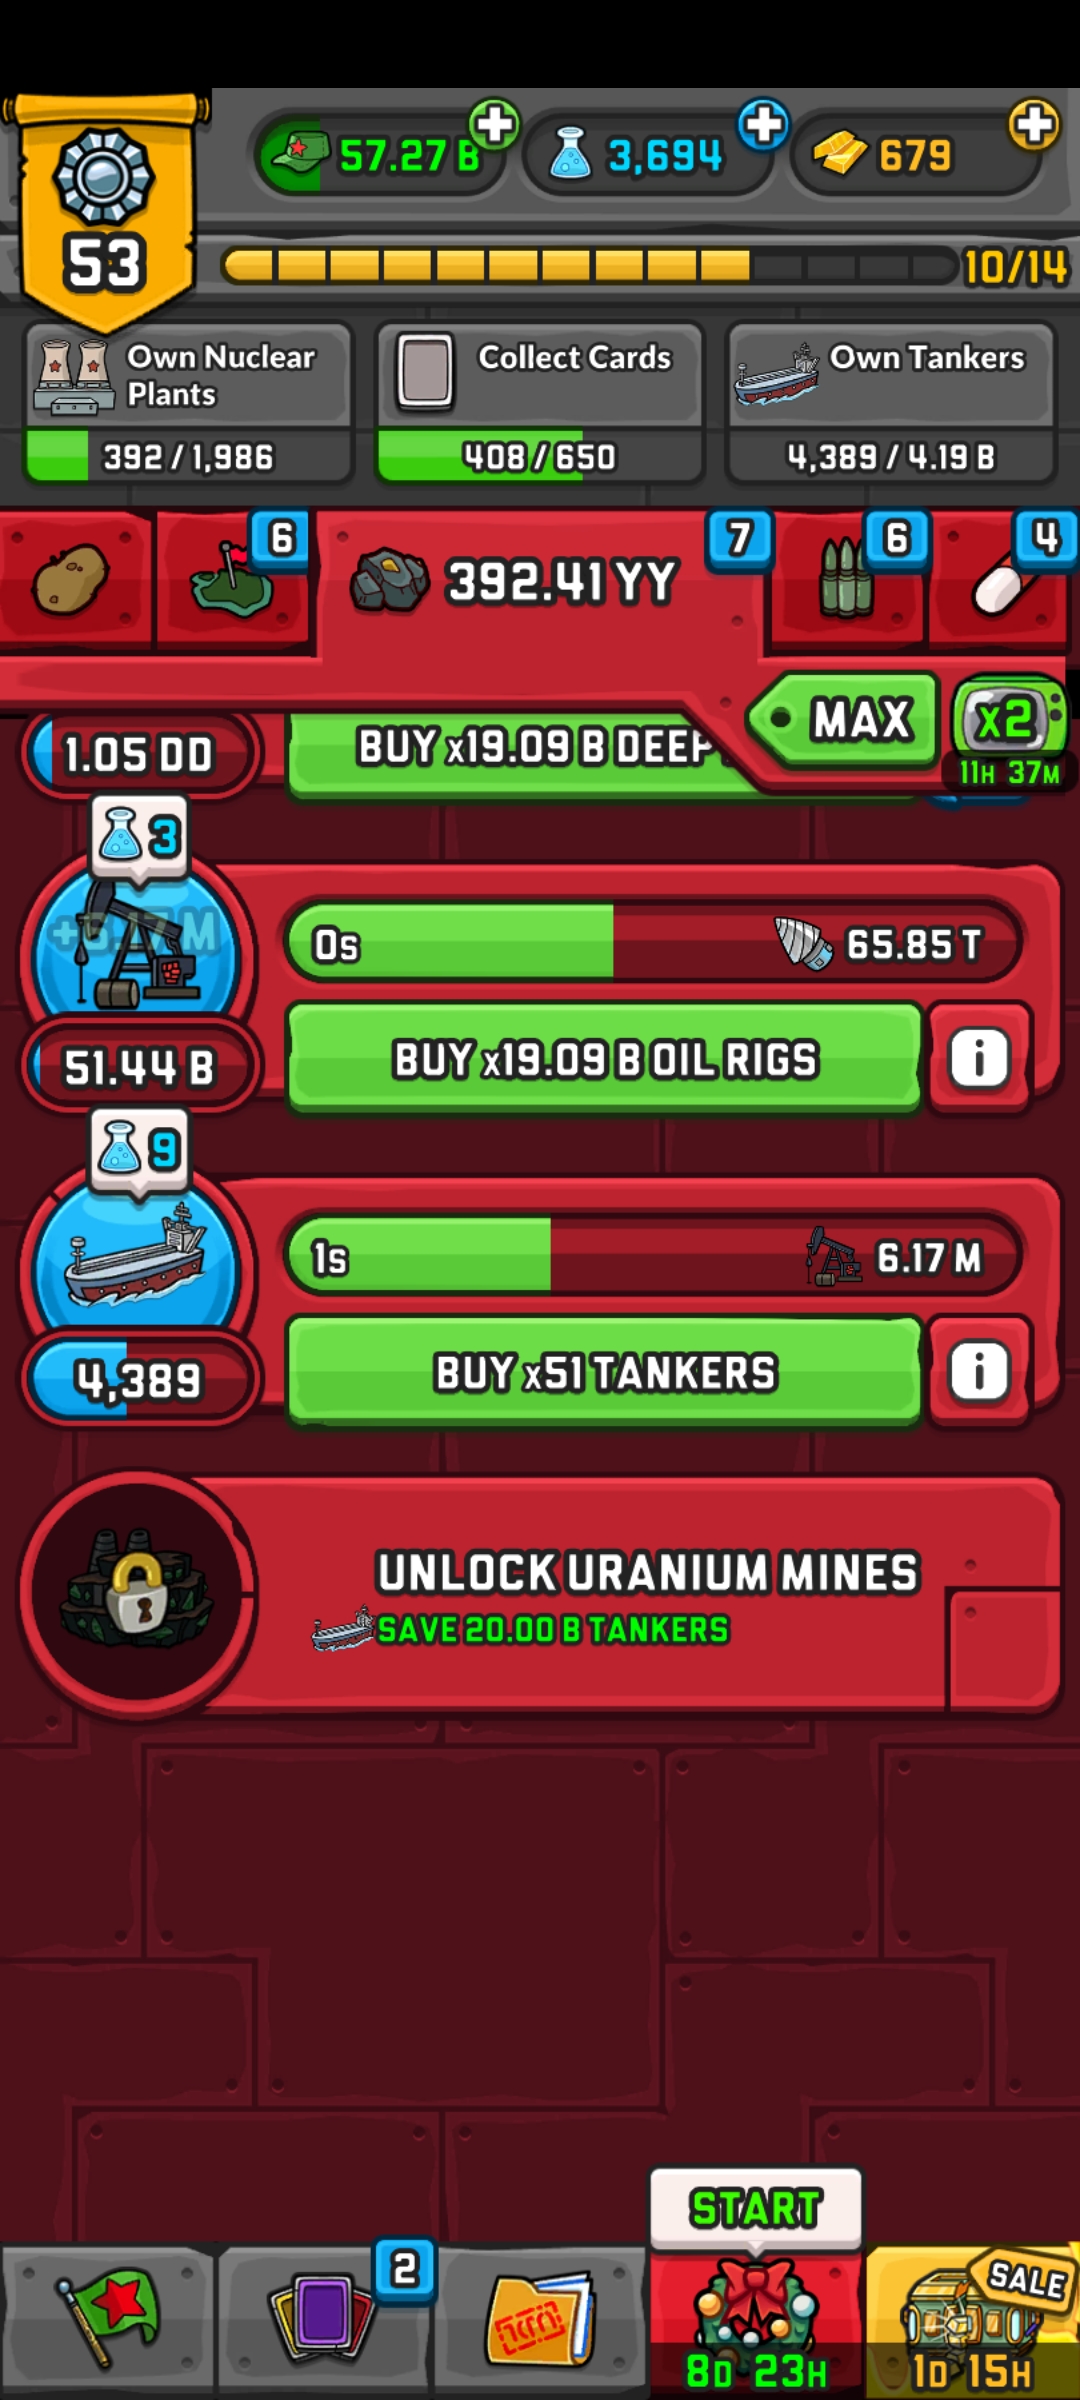 57.27 B
3,694
679
53
10/14
Own Nuclear
Plants
392/1,986
Collect Cards
408/650
Own Tankers
4,389/4.19 B
6
392.41 YY
7
6
4
MAX
x2
11H 37M
1.05 DD
BUY x19.09 B DEEP
3
+6.17 M
0s
65.85 T
51.44 B
BUY x19.09 B OIL RIGS
i
9
1s
6.17 M
4,389
BUY x51 TANKERS
i
UNLOCK URANIUM MINES
SAVE 20.00 B TANKERS
START
2
SALE
8D 23H
1D 15H